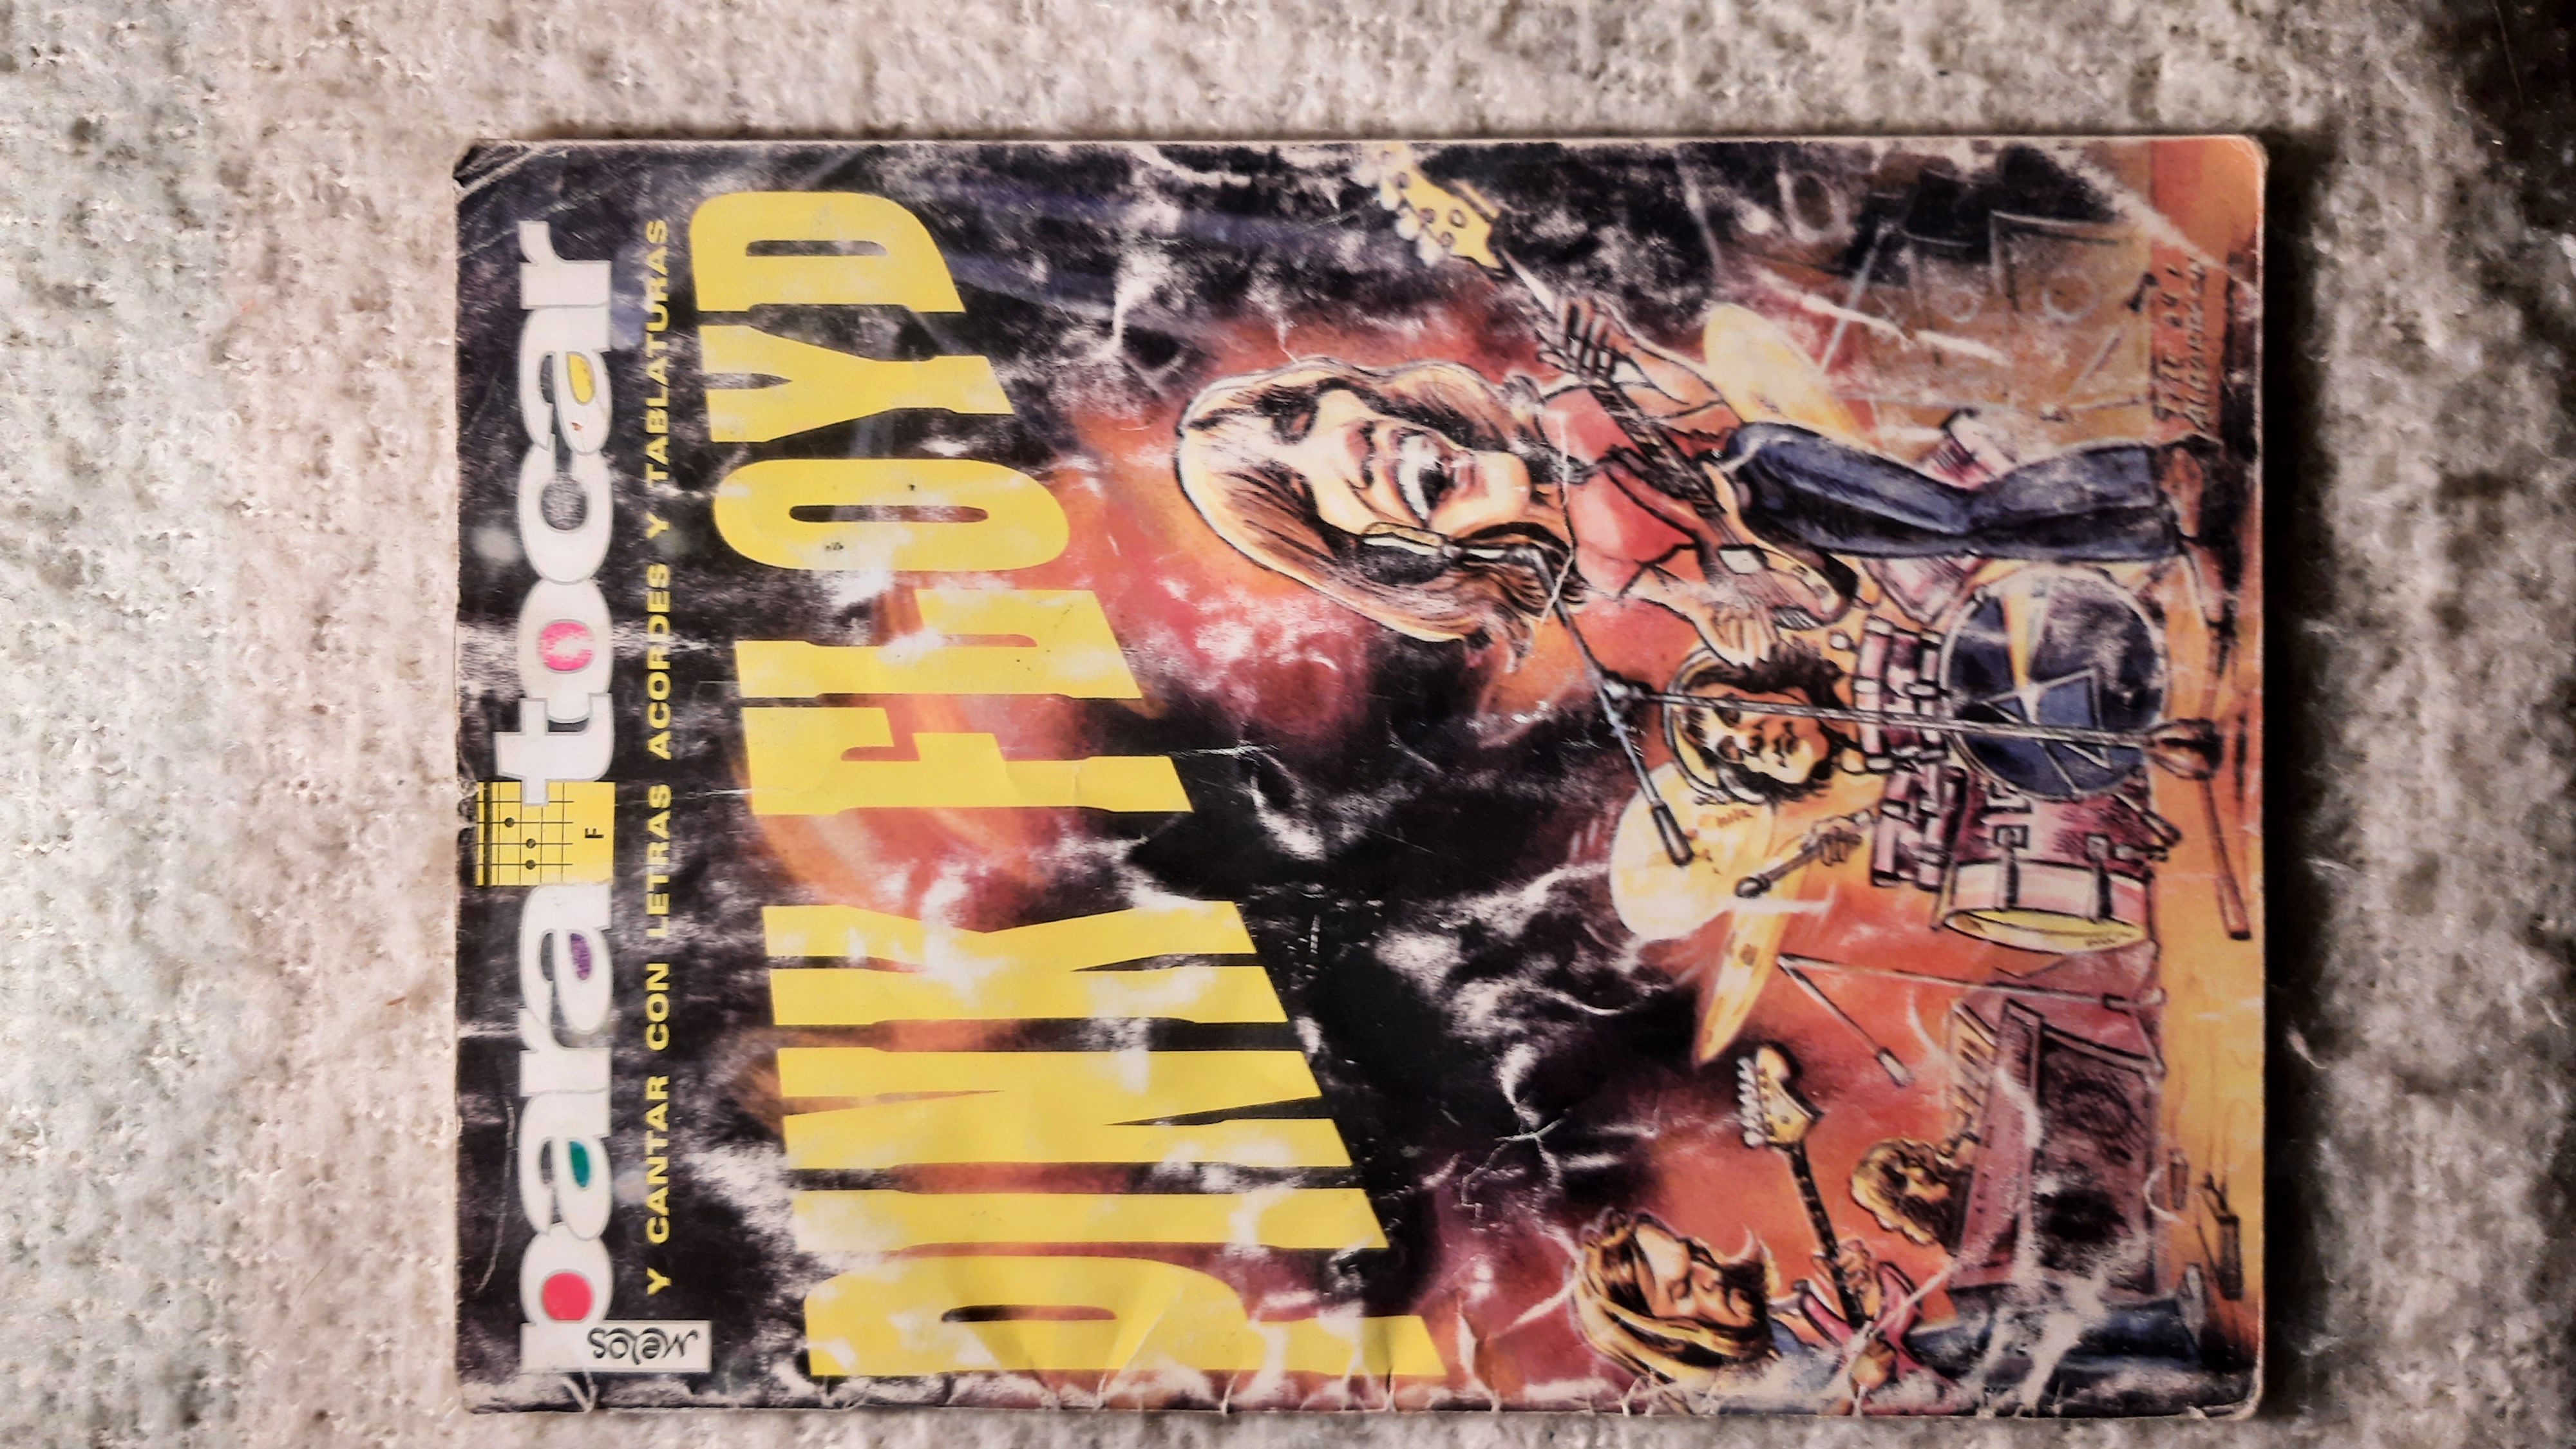 para tocar
F
Melos
Y CANTAR CON LETRAS ACORDES Y TABLATURAS
PINK FLOYD